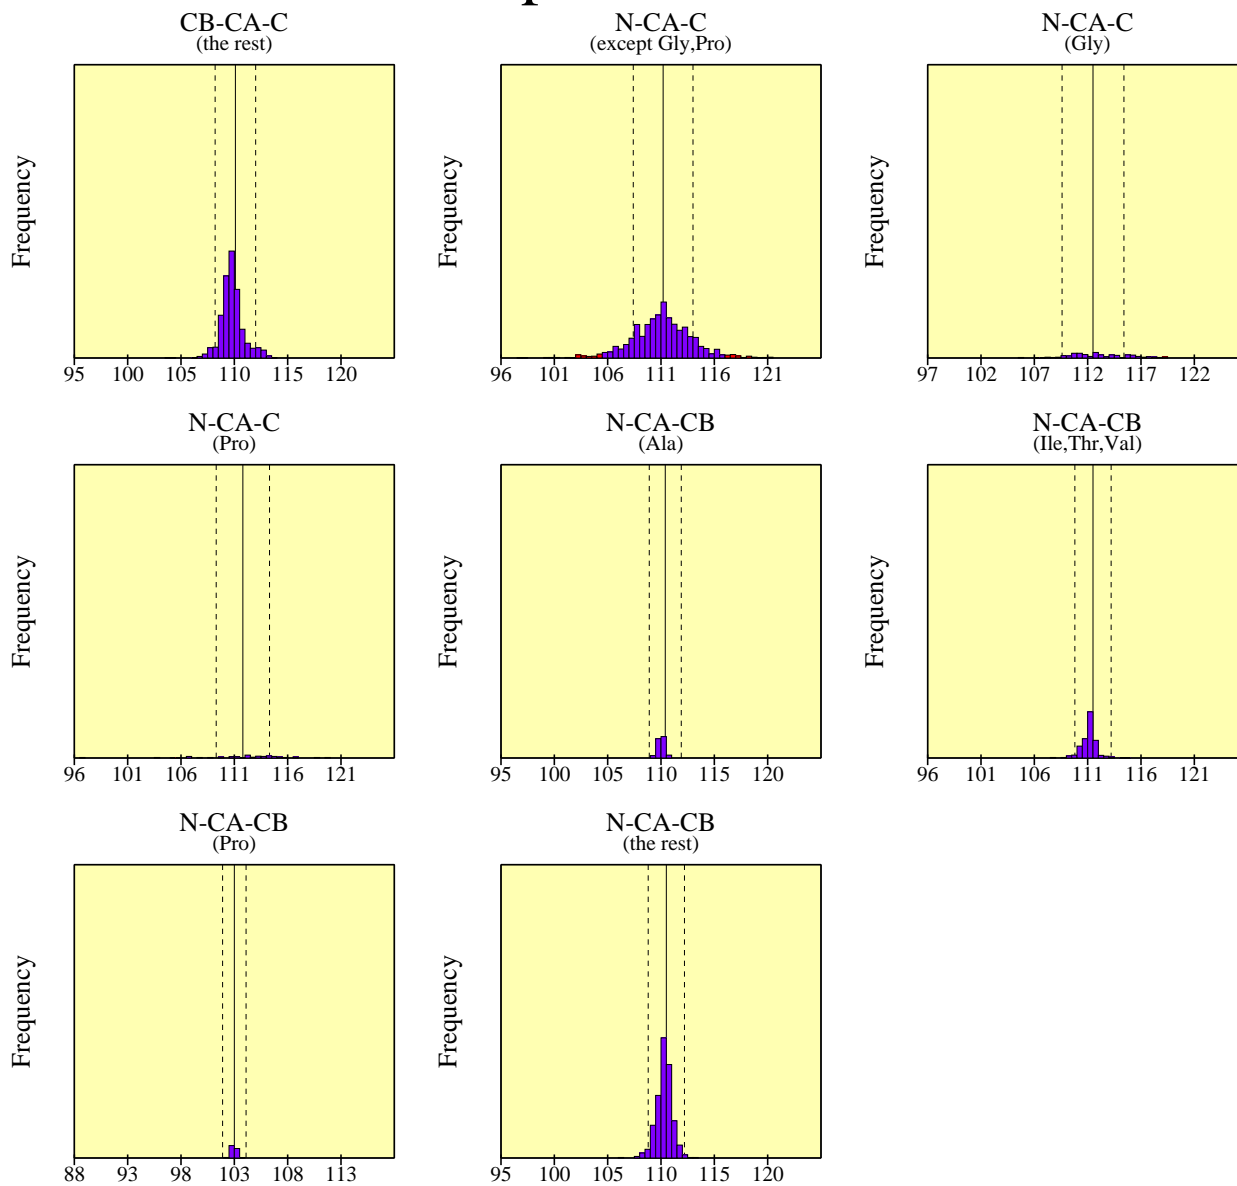 CB-CA-C
(the rest)
Frequency
95 100 105 110 115 120
N-CA-C
(except Gly,Pro)
Frequency
96 101 106 111 116 121
N-CA-C
(Gly)
Frequency
97 102 107 112 117 122
N-CA-C
(Pro)
Frequency
96 101 106 111 116 121
N-CA-CB
(Ala)
Frequency
95 100 105 110 115 120
N-CA-CB
(Ile,Thr,Val)
Frequency
96 101 106 111 116 121
N-CA-CB
(Pro)
Frequency
88 93 98 103 108 113
N-CA-CB
(the rest)
Frequency
95 100 105 110 115 120